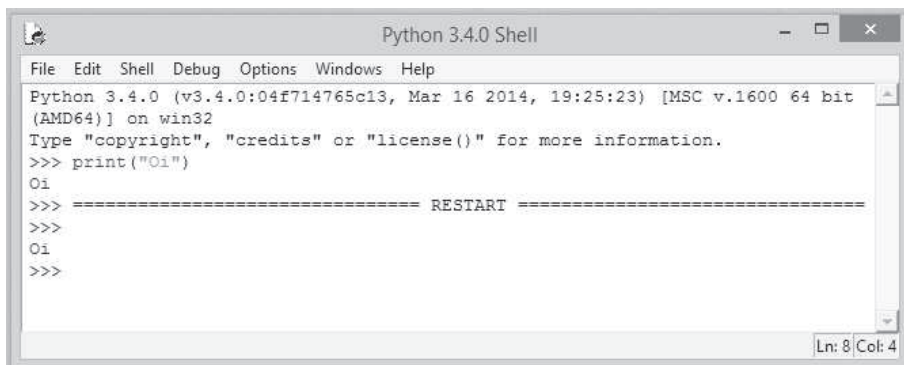 Python 3.4.0 Shell
File Edit Shell Debug Options Windows Help
Python 3.4.0 (v3.4.0:04f714765c13, Mar 16 2014, 19:25:23) [MSC v.1600 64 bit
(AMD64)] on win32
Type "copyright", "credits" or "license()" for more information.
>>> print("Oi")
Oi
>>> ================================ RESTART ================================
>>>
Oi
>>>
Ln: 8 Col: 4